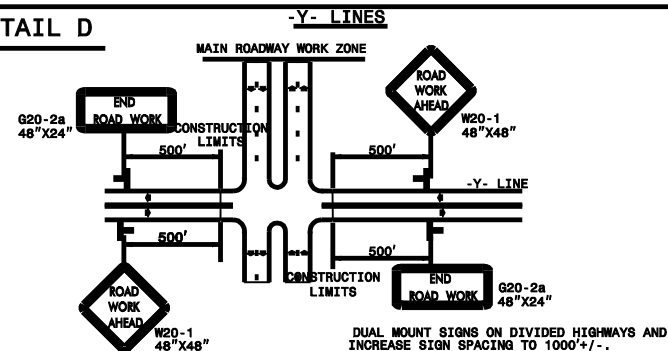 TAIL D
-Y- LINES
MAIN ROADWAY WORK ZONE
END
ROAD WORK
G20-2a
48"X24"
CONSTRUCTION
LIMITS
500'
ROAD
WORK
AHEAD
W20-1
48"X48"
500'
-Y- LINE
500'
500'
ROAD
WORK
AHEAD
W20-1
48"X48"
CONSTRUCTION
LIMITS
END
ROAD WORK
G20-2a
48"X24"
DUAL MOUNT SIGNS ON DIVIDED HIGHWAYS AND
INCREASE SIGN SPACING TO 1000'+/-.